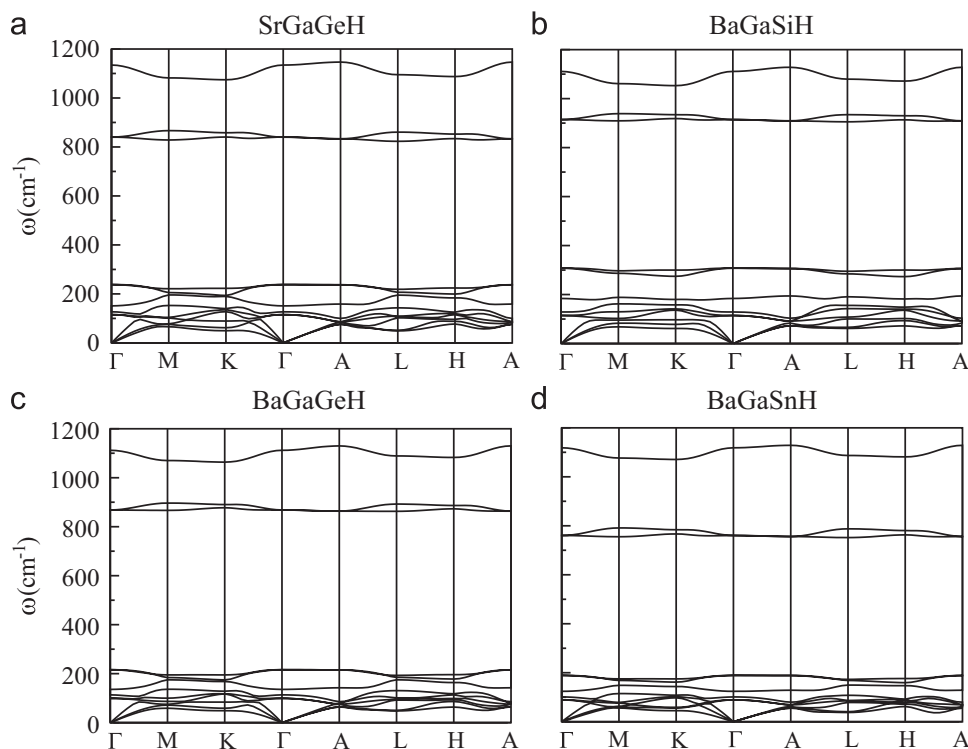 a
SrGaGeH
b
BaGaSiH
1200
1000
800
600
400
200
0
ω(cm⁻¹)
Γ M K Γ A L H A
Γ M K Γ A L H A
c
BaGaGeH
d
BaGaSnH
1200
1000
800
600
400
200
0
ω(cm⁻¹)
Γ M K Γ A L H A
Γ M K Γ A L H A